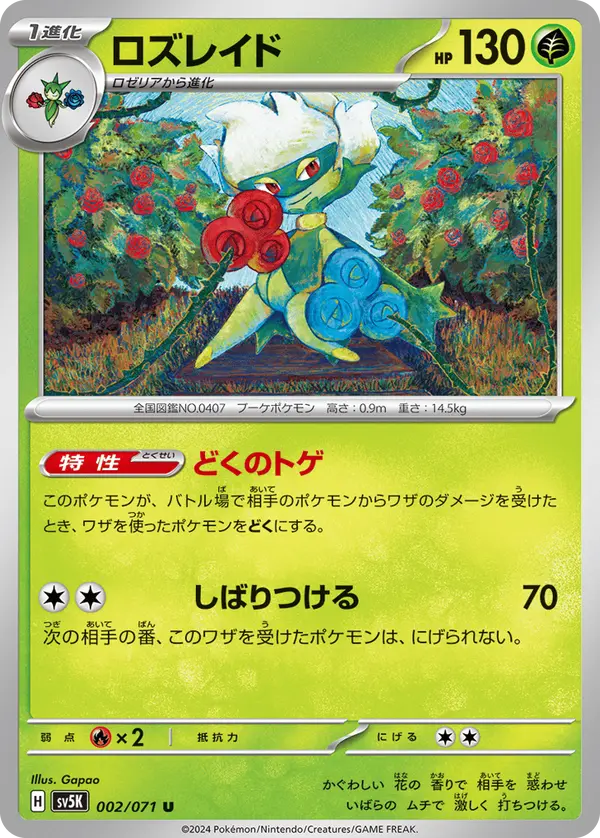 1進化
ロズレイド
HP 130
ロゼリアから進化
全国図鑑NO.0407 ブーケポケモン 高さ:0.9m 重さ:14.5kg
特性 とくせい どくのトゲ
このポケモンが、バトル場で相手のポケモンからワザのダメージを受けた
とき、ワザを使ったポケモンをどくにする。
しばりつける 70
次の相手の番、このワザを受けたポケモンは、にげられない。
弱点 ×2 抵抗力 にげる
Illus. Gapao
H SV5K 002/071 U
かぐわしい 花の 香りで 相手を 惑わせ
いばらの ムチで 激しく 打ちつける。
©2024 Pokémon/Nintendo/Creatures/GAME FREAK.